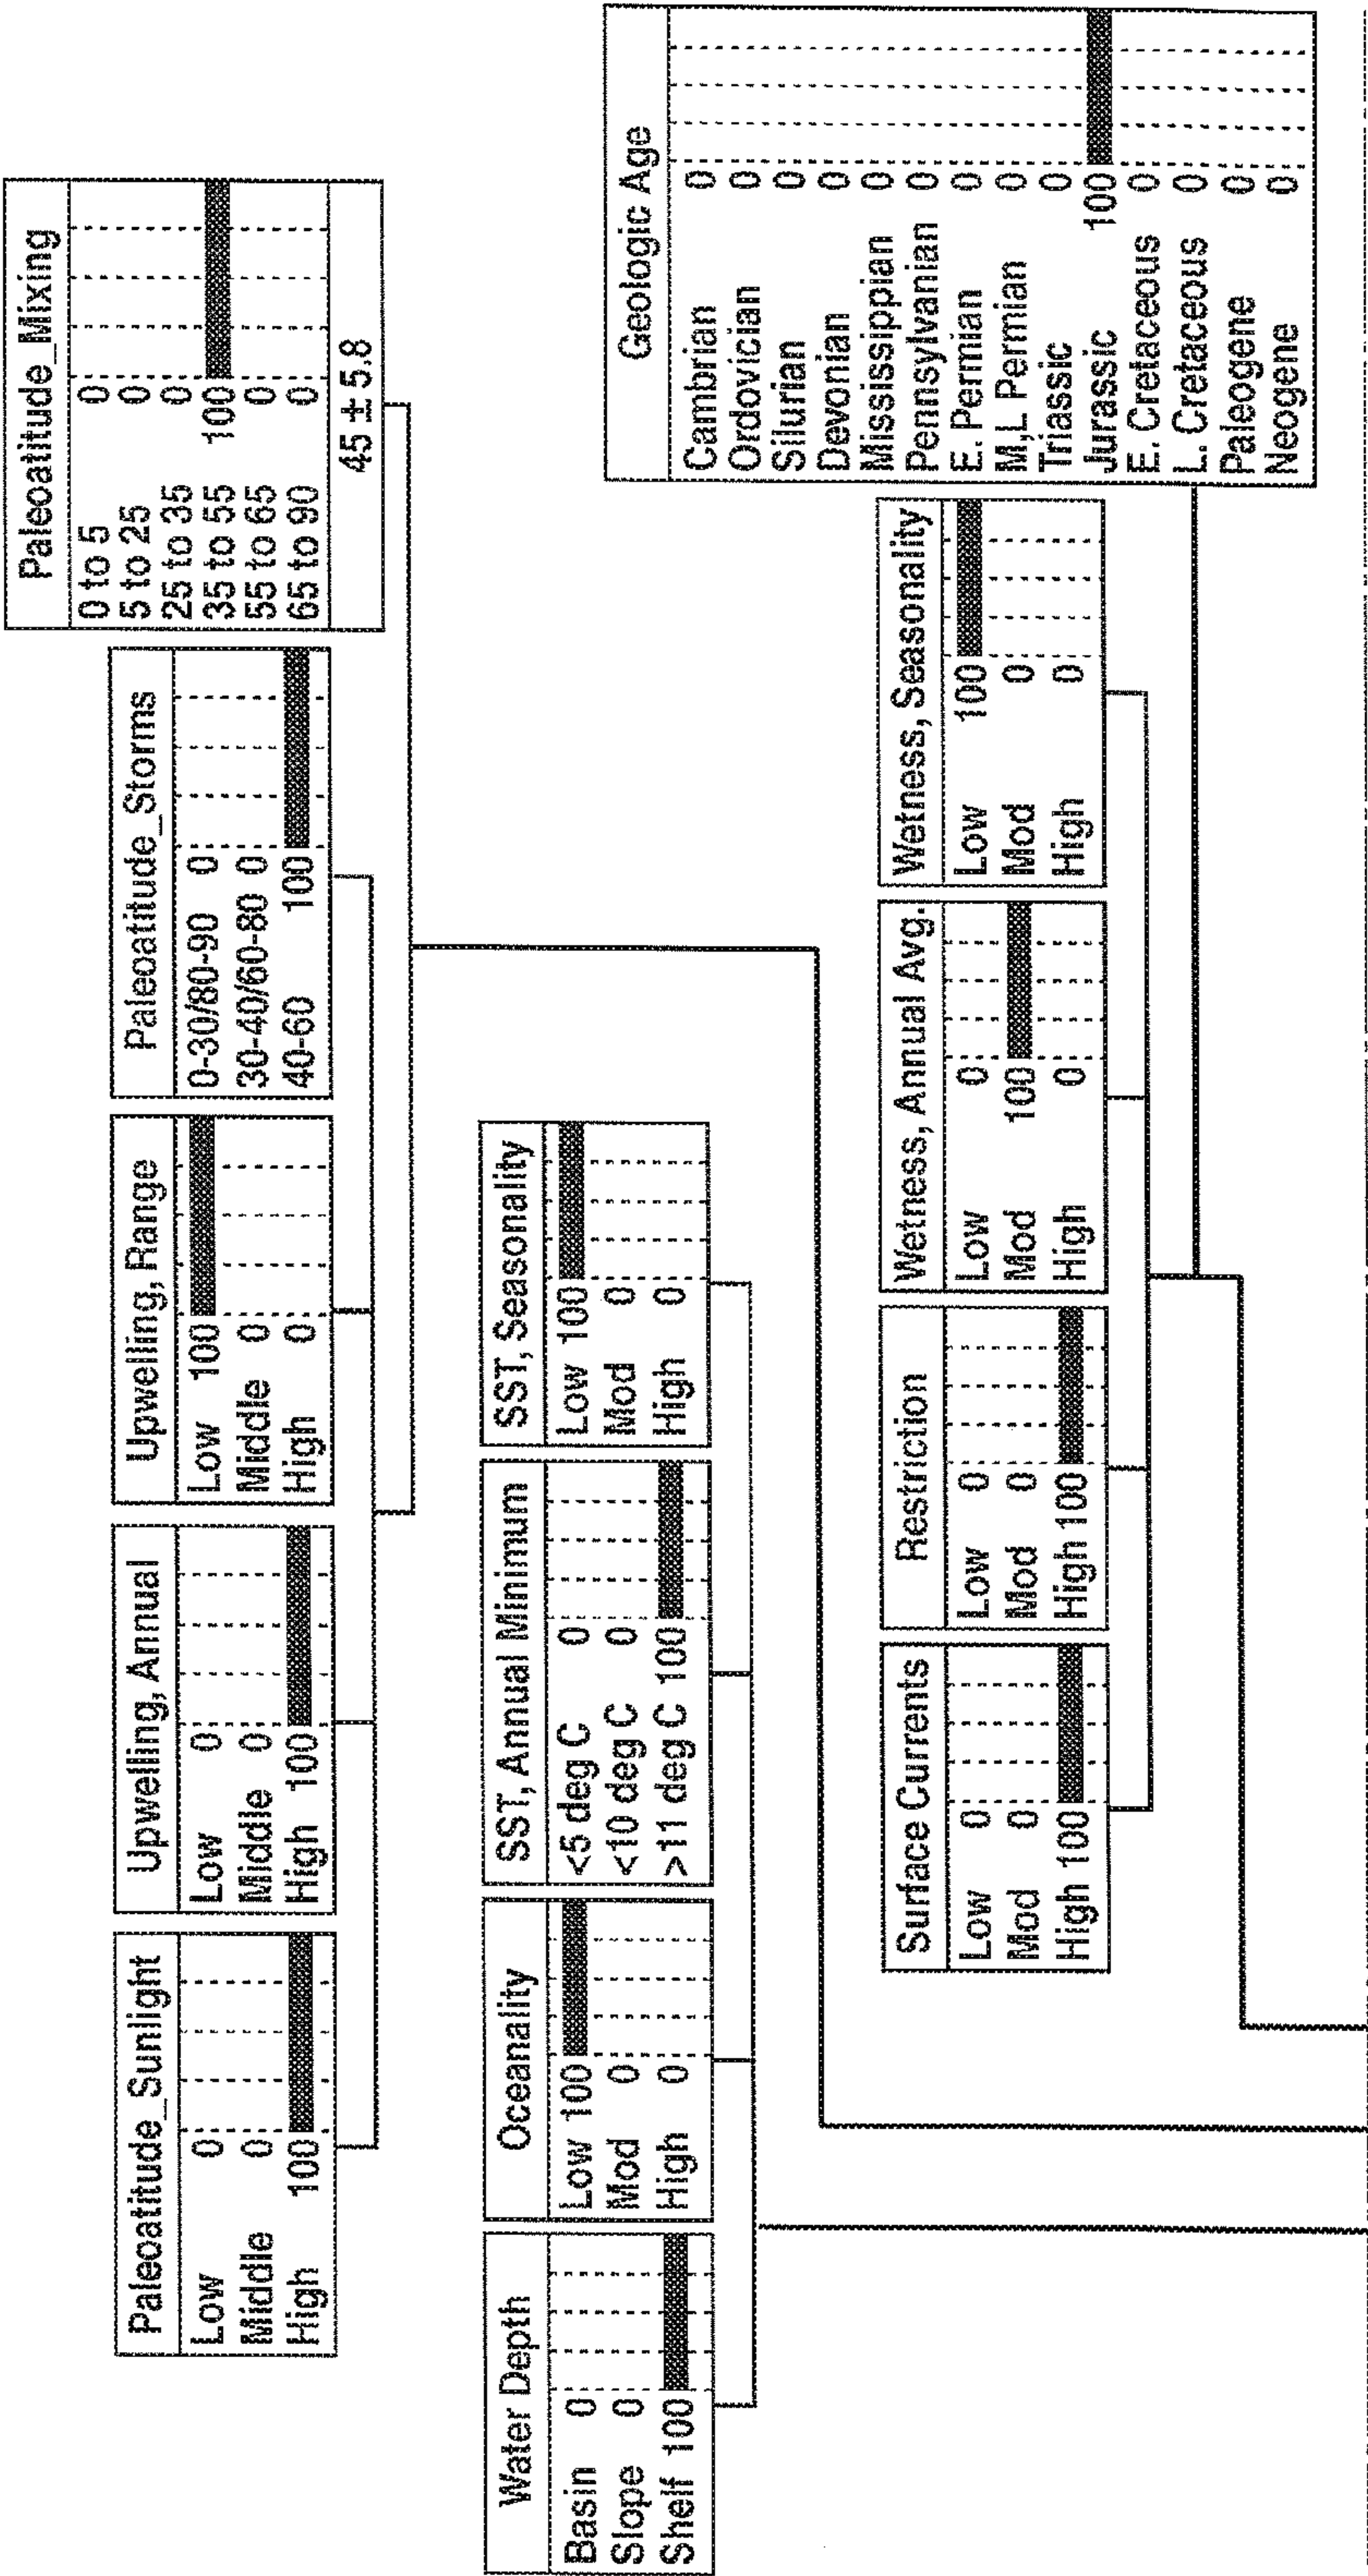 Paleoatitude_Sunlight
Low 0
Middle 0
High 100
Upwelling, Annual
Low 0
Middle 0
High 100
Upwelling, Range
Low 100
Middle 0
High 0
Paleoatitude_Storms
0-30/80-90 0
30-40/60-80 0
40-60 100
Paleoatitude_Mixing
0 to 5 0
5 to 25 0
25 to 35 0
35 to 55 100
55 to 65 0
65 to 90 0
45 ± 5.8
Water Depth
Basin 0
Slope 0
Shelf 100
Oceanality
Low 100
Mod 0
High 0
SST, Annual Minimum
<5 deg C 0
<10 deg C 0
>11 deg C 100
SST, Seasonality
Low 100
Mod 0
High 0
Surface Currents
Low 0
Mod 0
High 100
Restriction
Low 0
Mod 0
High 100
Wetness, Annual Avg.
Low 0
Mod 100
High 0
Wetness, Seasonality
Low 100
Mod 0
High 0
Geologic Age
Cambrian 0
Ordovician 0
Silurian 0
Devonian 0
Mississippian 0
Pennsylvanian 0
E. Permian 0
M,L Permian 0
Triassic 0
Jurassic 100
E. Cretaceous 0
L. Cretaceous 0
Paleogene 0
Neogene 0